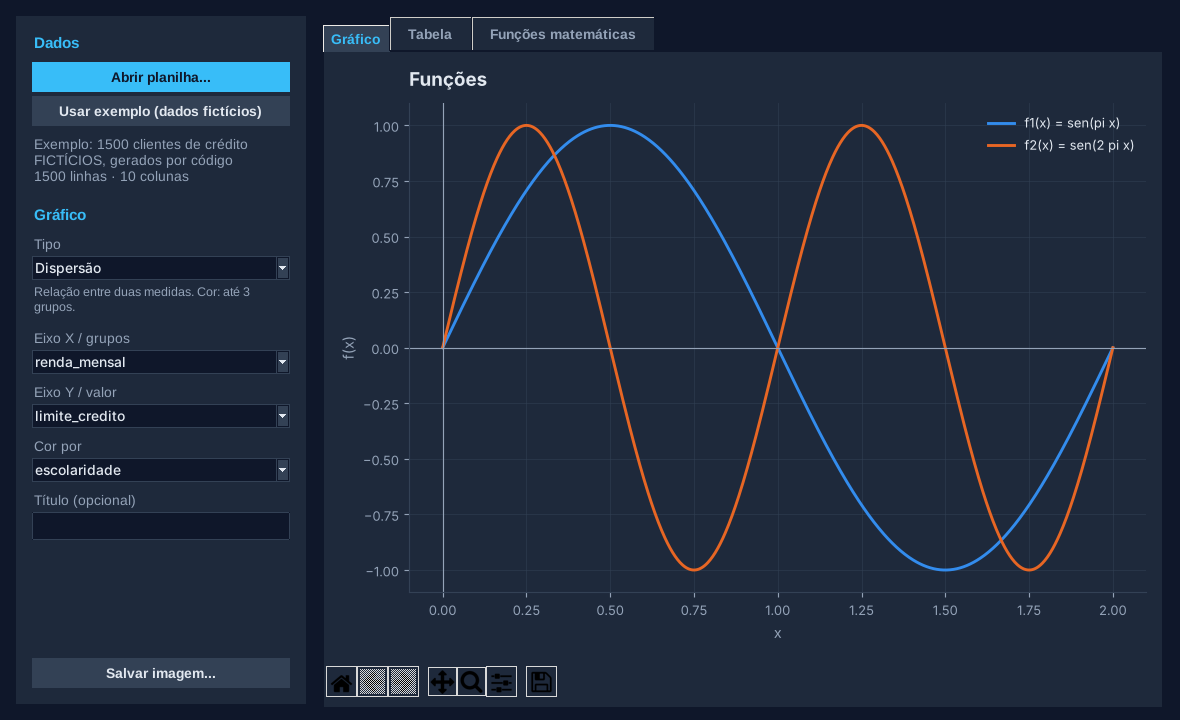 Dados
Abrir planilha...
Usar exemplo (dados fictícios)
Exemplo: 1500 clientes de crédito
FICTÍCIOS, gerados por código
1500 linhas · 10 colunas
Gráfico
Tipo
Dispersão
Relação entre duas medidas. Cor: até 3
grupos.
Eixo X / grupos
renda_mensal
Eixo Y / valor
limite_credito
Cor por
escolaridade
Título (opcional)
Salvar imagem...
Gráfico
Tabela
Funções matemáticas
Funções
f1(x) = sen(pi x)
f2(x) = sen(2 pi x)
1.00
0.75
0.50
0.25
0.00
−0.25
−0.50
−0.75
−1.00
f(x)
0.00 0.25 0.50 0.75 1.00 1.25 1.50 1.75 2.00
x